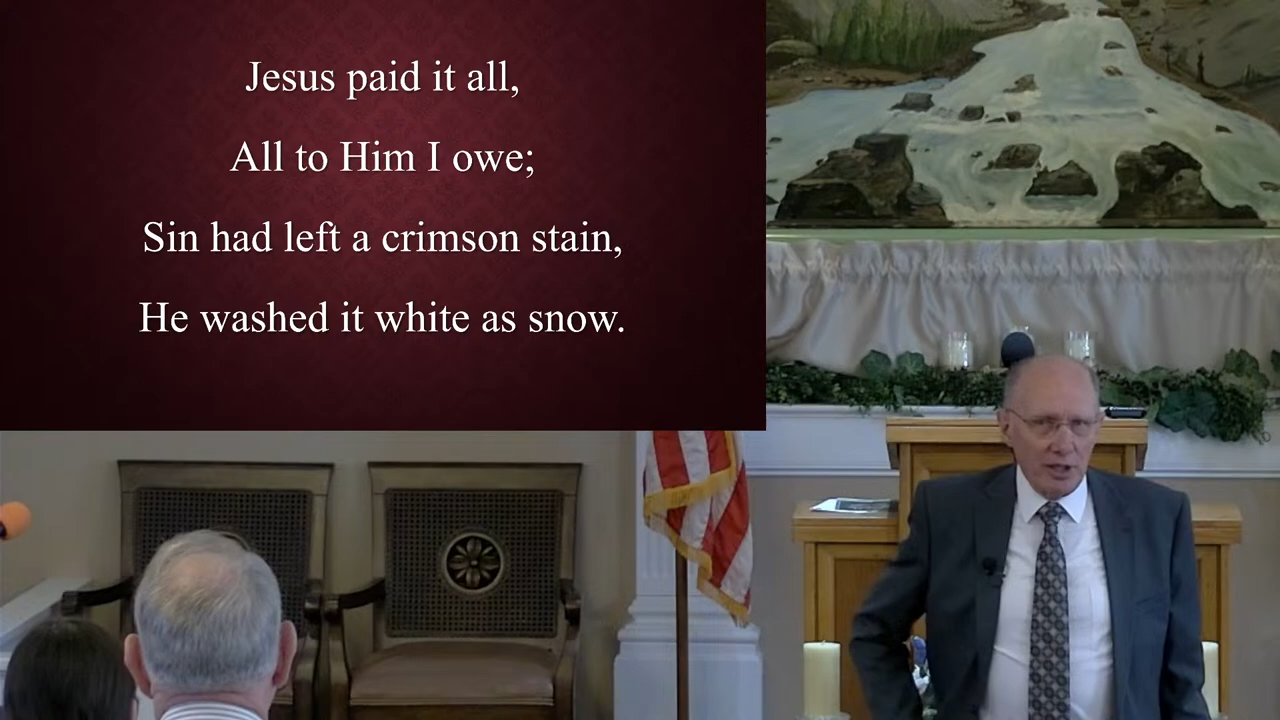 Jesus paid it all,
All to Him I owe;
Sin had left a crimson stain,
He washed it white as snow.